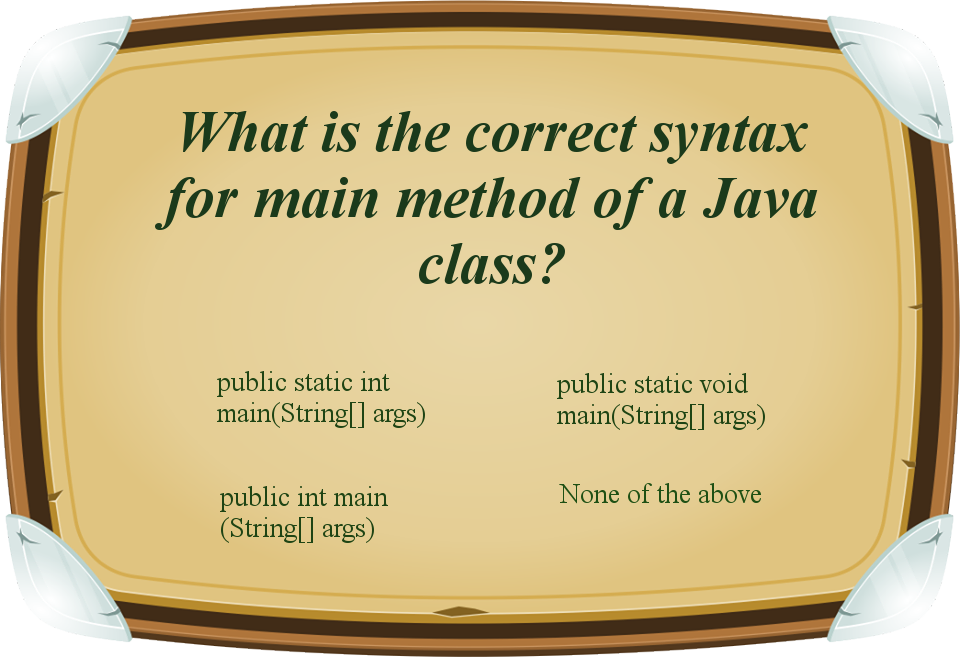 What is the correct syntax
for main method of a Java
class?
public static int
main(String[] args)
public static void
main(String[] args)
public int main
(String[] args)
None of the above